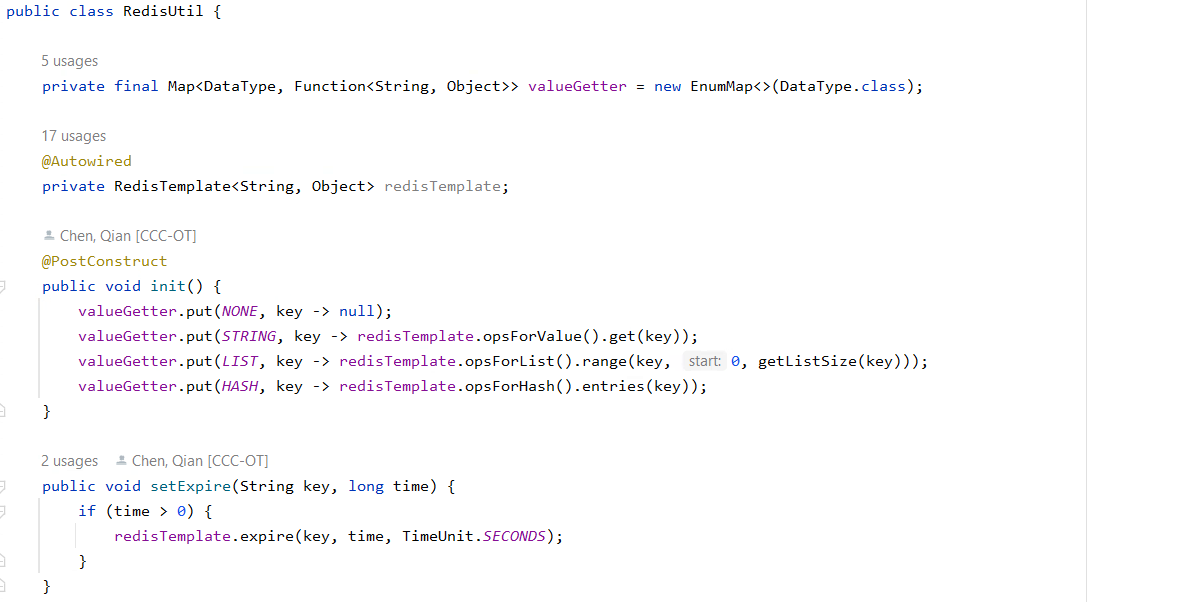 public class RedisUtil {
5 usages
private final Map<DataType, Function<String, Object>> valueGetter = new EnumMap<>(DataType.class);
17 usages
@Autowired
private RedisTemplate<String, Object> redisTemplate;
Chen, Qian [CCC-OT]
@PostConstruct
public void init() {
valueGetter.put(NONE, key -> null);
valueGetter.put(STRING, key -> redisTemplate.opsForValue().get(key));
valueGetter.put(LIST, key -> redisTemplate.opsForList().range(key, start: 0, getListSize(key)));
valueGetter.put(HASH, key -> redisTemplate.opsForHash().entries(key));
}
2 usages Chen, Qian [CCC-OT]
public void setExpire(String key, long time) {
if (time > 0) {
redisTemplate.expire(key, time, TimeUnit.SECONDS);
}
}